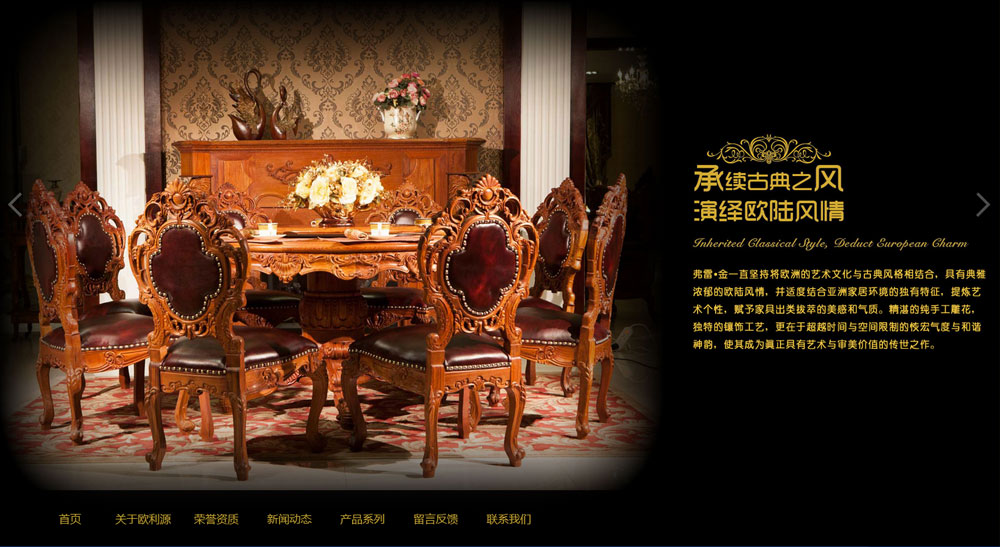 承续古典之风
演绎欧陆风情
Inherited Classical Style, Deduct European Charm
弗雷•金一直坚持将欧洲的艺术文化与古典风格相结合，具有典雅
浓郁的欧陆风情，并适度结合亚洲家居环境的独有特征，提炼艺
术个性，赋予家具出类拔萃的美感和气质。精湛的纯手工雕花，
独特的镶饰工艺，更在于超越时间与空间限制的恢宏气度与和谐
神韵，使其成为真正具有艺术与审美价值的传世之作。
首页 关于欧利源 荣誉资质 新闻动态 产品系列 留言反馈 联系我们